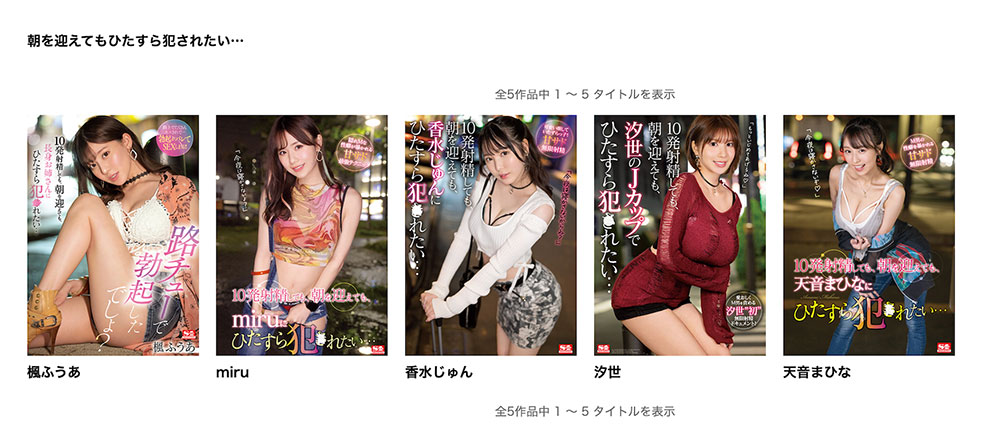 朝を迎えてもひたすら犯されたい…
全5作品中 1 〜 5 タイトルを表示
10発射精しても、朝を迎えても、
長身お姉さんに
ひたすら犯
れたい…
路チューで
勃起した
でしょ?
楓ふうあ
10発射精しても、朝を迎えても、
miruに
ひたすら犯
れたい…
10発射精しても、
朝を迎えても、
香水じゅんに
ひたすら犯
れたい…
10発射精しても、
朝を迎えても、
汐世のJカップで
ひたすら犯
れたい…
汐世"初"
10発射精しても、朝を迎えても、
天音まひなに
ひたすら犯
れたい…
楓ふうあ
miru
香水じゅん
汐世
天音まひな
全5作品中 1 〜 5 タイトルを表示